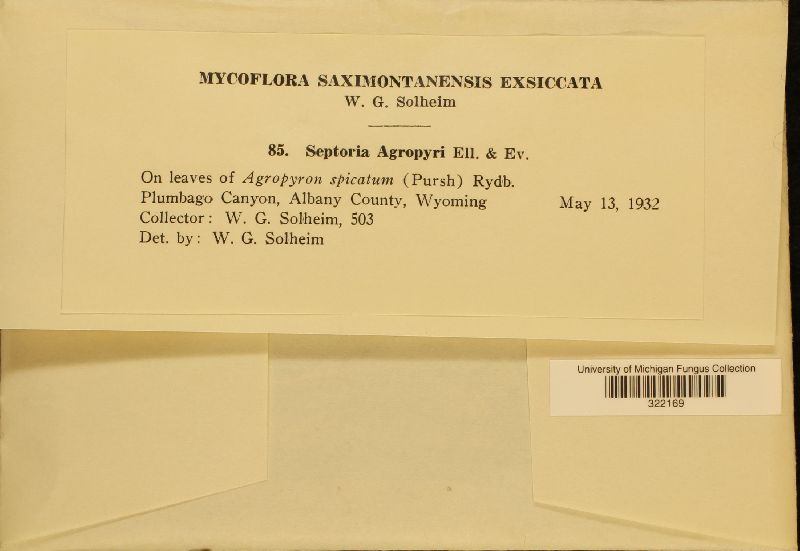 MYCOFLORA SAXIMONTANENSIS EXSICCATA
W. G. Solheim
85. Septoria Agropyri Ell. & Ev.
On leaves of Agropyron spicatum (Pursh) Rydb.
Plumbago Canyon, Albany County, Wyoming May 13, 1932
Collector: W. G. Solheim, 503
Det. by: W. G. Solheim
University of Michigan Fungus Collection
322169